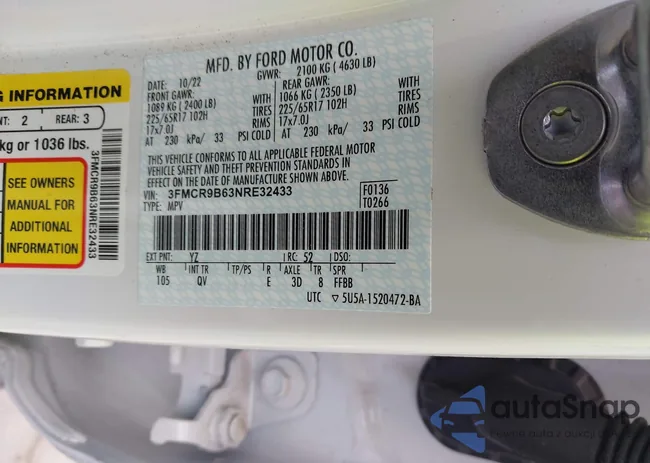 MFD. BY FORD MOTOR CO.
DATE: 10/22 GVWR: 2100 KG ( 4630 LB)
FRONT GAWR: REAR GAWR:
1089 KG ( 2400 LB) WITH 1066 KG ( 2350 LB) WITH
225/65R17 102H TIRES 225/65R17 102H TIRES
17x7.0J RIMS 17x7.0J RIMS
AT 230 kPa/ 33 PSI COLD AT 230 kPa/ 33 PSI COLD
THIS VEHICLE CONFORMS TO ALL APPLICABLE FEDERAL MOTOR
VEHICLE SAFETY AND THEFT PREVENTION STANDARDS IN
EFFECT ON THE DATE OF MANUFACTURE SHOWN ABOVE.
VIN: 3FMCR9B63NRE32433 F0136
TYPE: MPV T0266
EXT PNT: YZ RC: 52 DSO:
WB INT TR TP/PS R AXLE TR SPR
105 QV E 3D 8 FFBB
UTC ▽ 5U5A-1520472-BA
G INFORMATION
NT: 2 REAR: 3
kg or 1036 lbs.
SEE OWNERS
MANUAL FOR
ADDITIONAL
INFORMATION
3FMCR9B63NRE32433
autaSnap
auta z aukcji